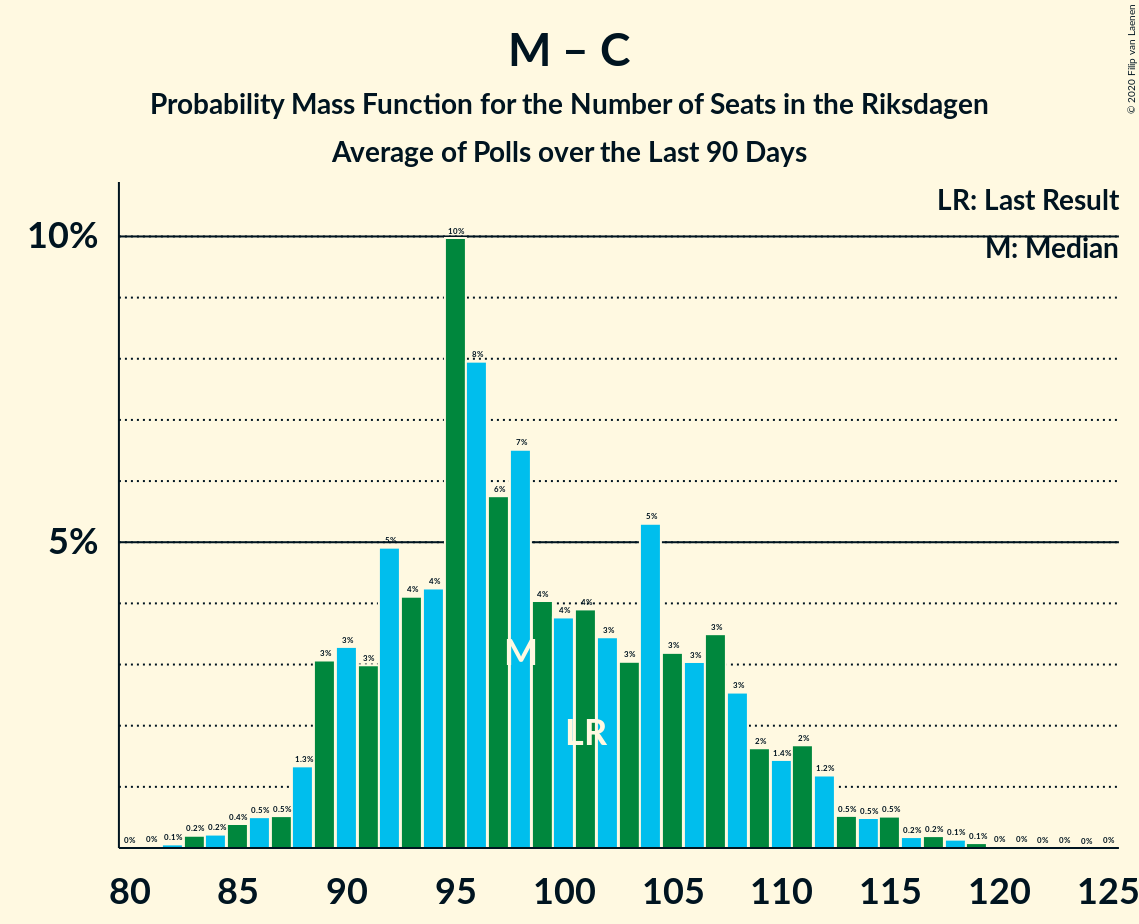 M – C
Probability Mass Function for the Number of Seats in the Riksdagen
Average of Polls over the Last 90 Days
© 2020 Filip van Laenen
LR: Last Result
M: Median
10%
5%
0% 0% 0.1% 0.2% 0.2% 0.4% 0.5% 0.5% 1.3% 3% 3% 3% 5% 4% 4% 10% 8% 6% 7% 4% 4% 4% 3% 3% 5% 3% 3% 3% 3% 2% 1.4% 2% 1.2% 0.5% 0.5% 0.5% 0.2% 0.2% 0.1% 0.1% 0% 0% 0% 0% 0% 0%
M
LR
80 85 90 95 100 105 110 115 120 125